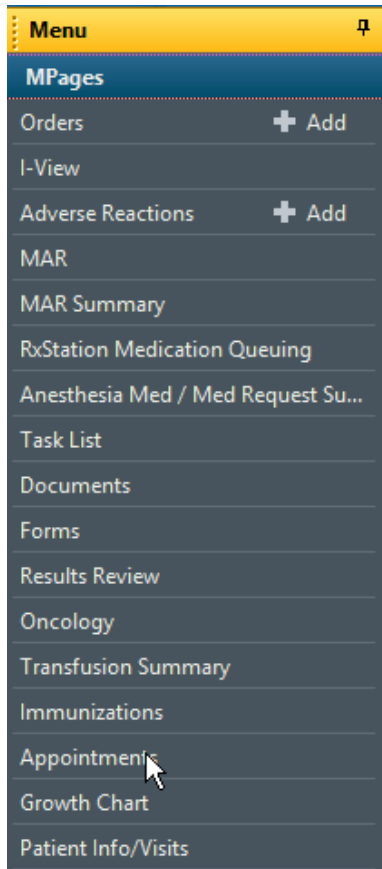 Menu
MPages
Orders + Add
I-View
Adverse Reactions + Add
MAR
MAR Summary
RxStation Medication Queuing
Anesthesia Med / Med Request Su...
Task List
Documents
Forms
Results Review
Oncology
Transfusion Summary
Immunizations
Appointments
Growth Chart
Patient Info/Visits